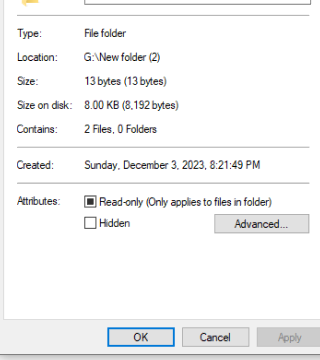 Type: File folder
Location: G:\New folder (2)
Size: 13 bytes (13 bytes)
Size on disk: 8.00 KB (8,192 bytes)
Contains: 2 Files, 0 Folders
Created: Sunday, December 3, 2023, 8:21:49 PM
Attributes: Read-only (Only applies to files in folder)
Hidden Advanced...
OK Cancel Apply